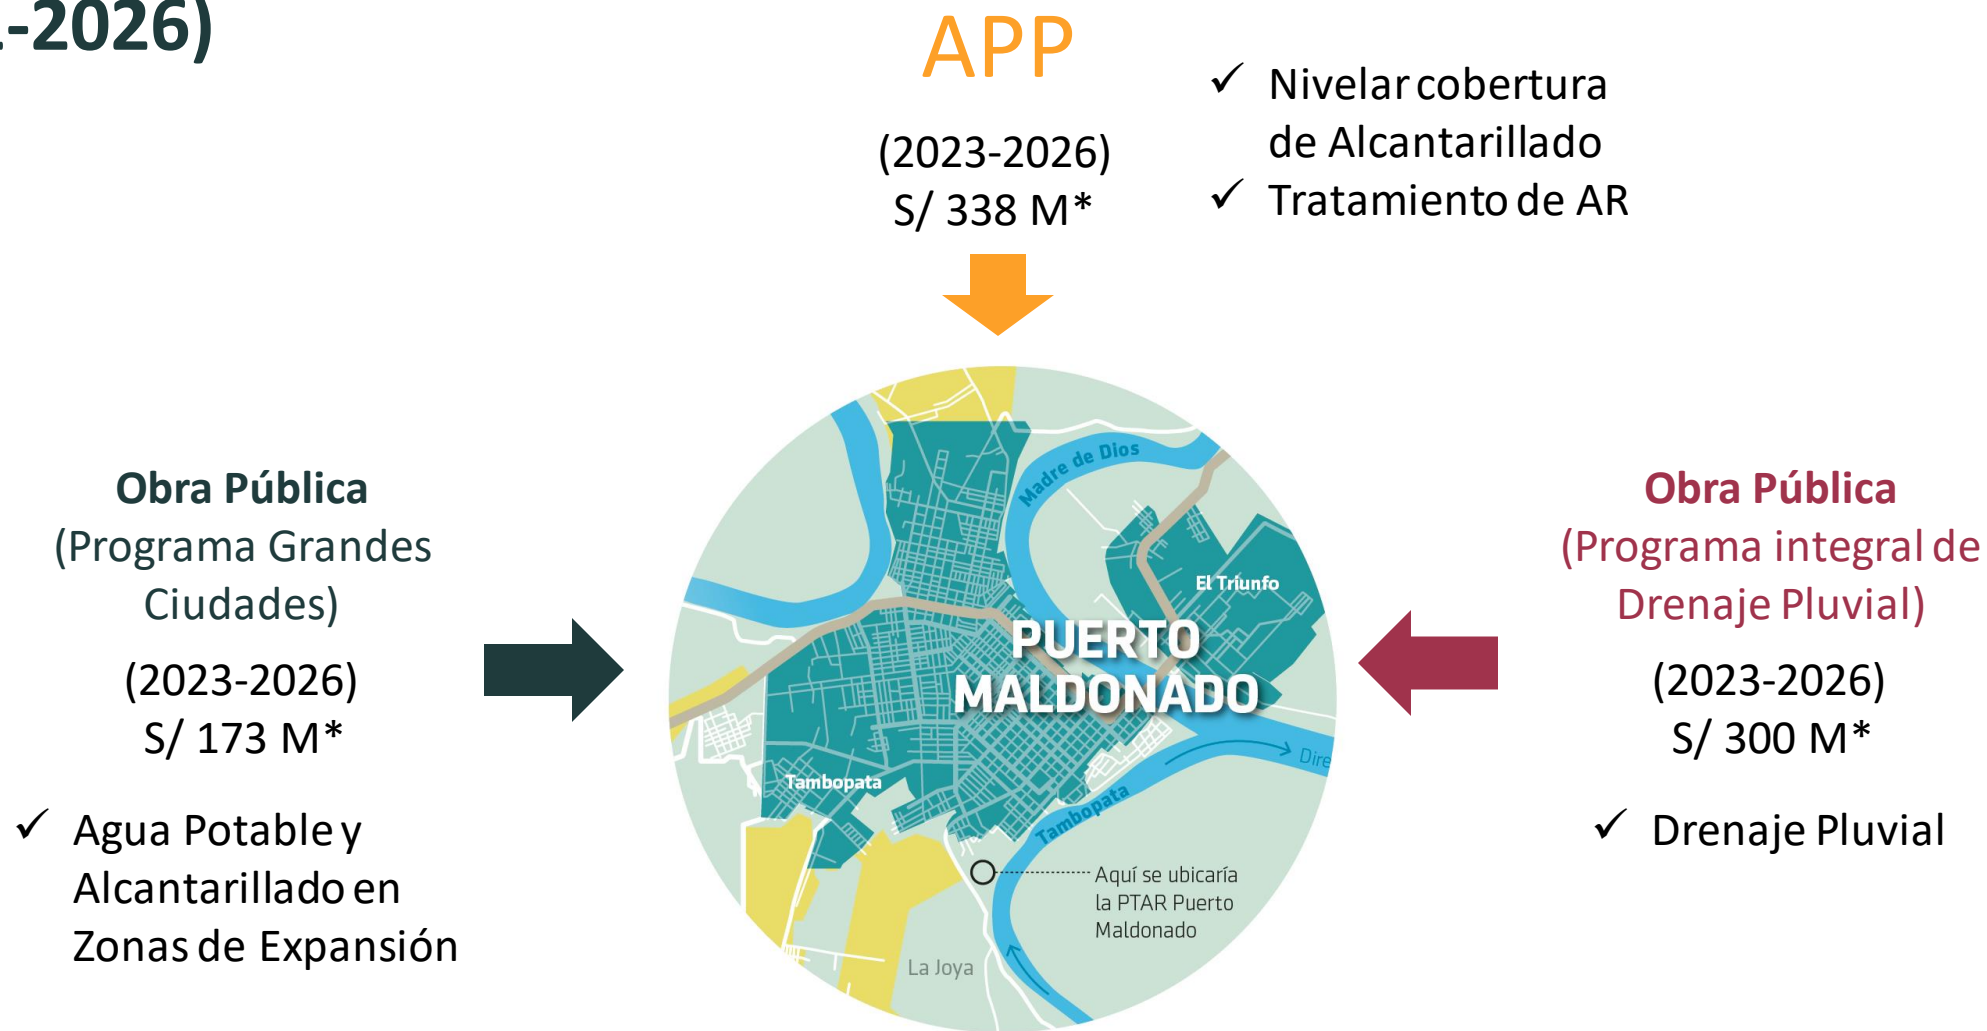 -2026)
APP
(2023-2026)
S/ 338 M*
✓ Nivelar cobertura
de Alcantarillado
✓ Tratamiento de AR
Obra Pública
(Programa Grandes
Ciudades)
(2023-2026)
S/ 173 M*
✓ Agua Potable y
Alcantarillado en
Zonas de Expansión
Madre de Dios
El Triunfo
PUERTO
MALDONADO
Tambopata
Tambopata
Dire
Aquí se ubicaría
la PTAR Puerto
Maldonado
La Joya
Obra Pública
(Programa integral de
Drenaje Pluvial)
(2023-2026)
S/ 300 M*
✓ Drenaje Pluvial